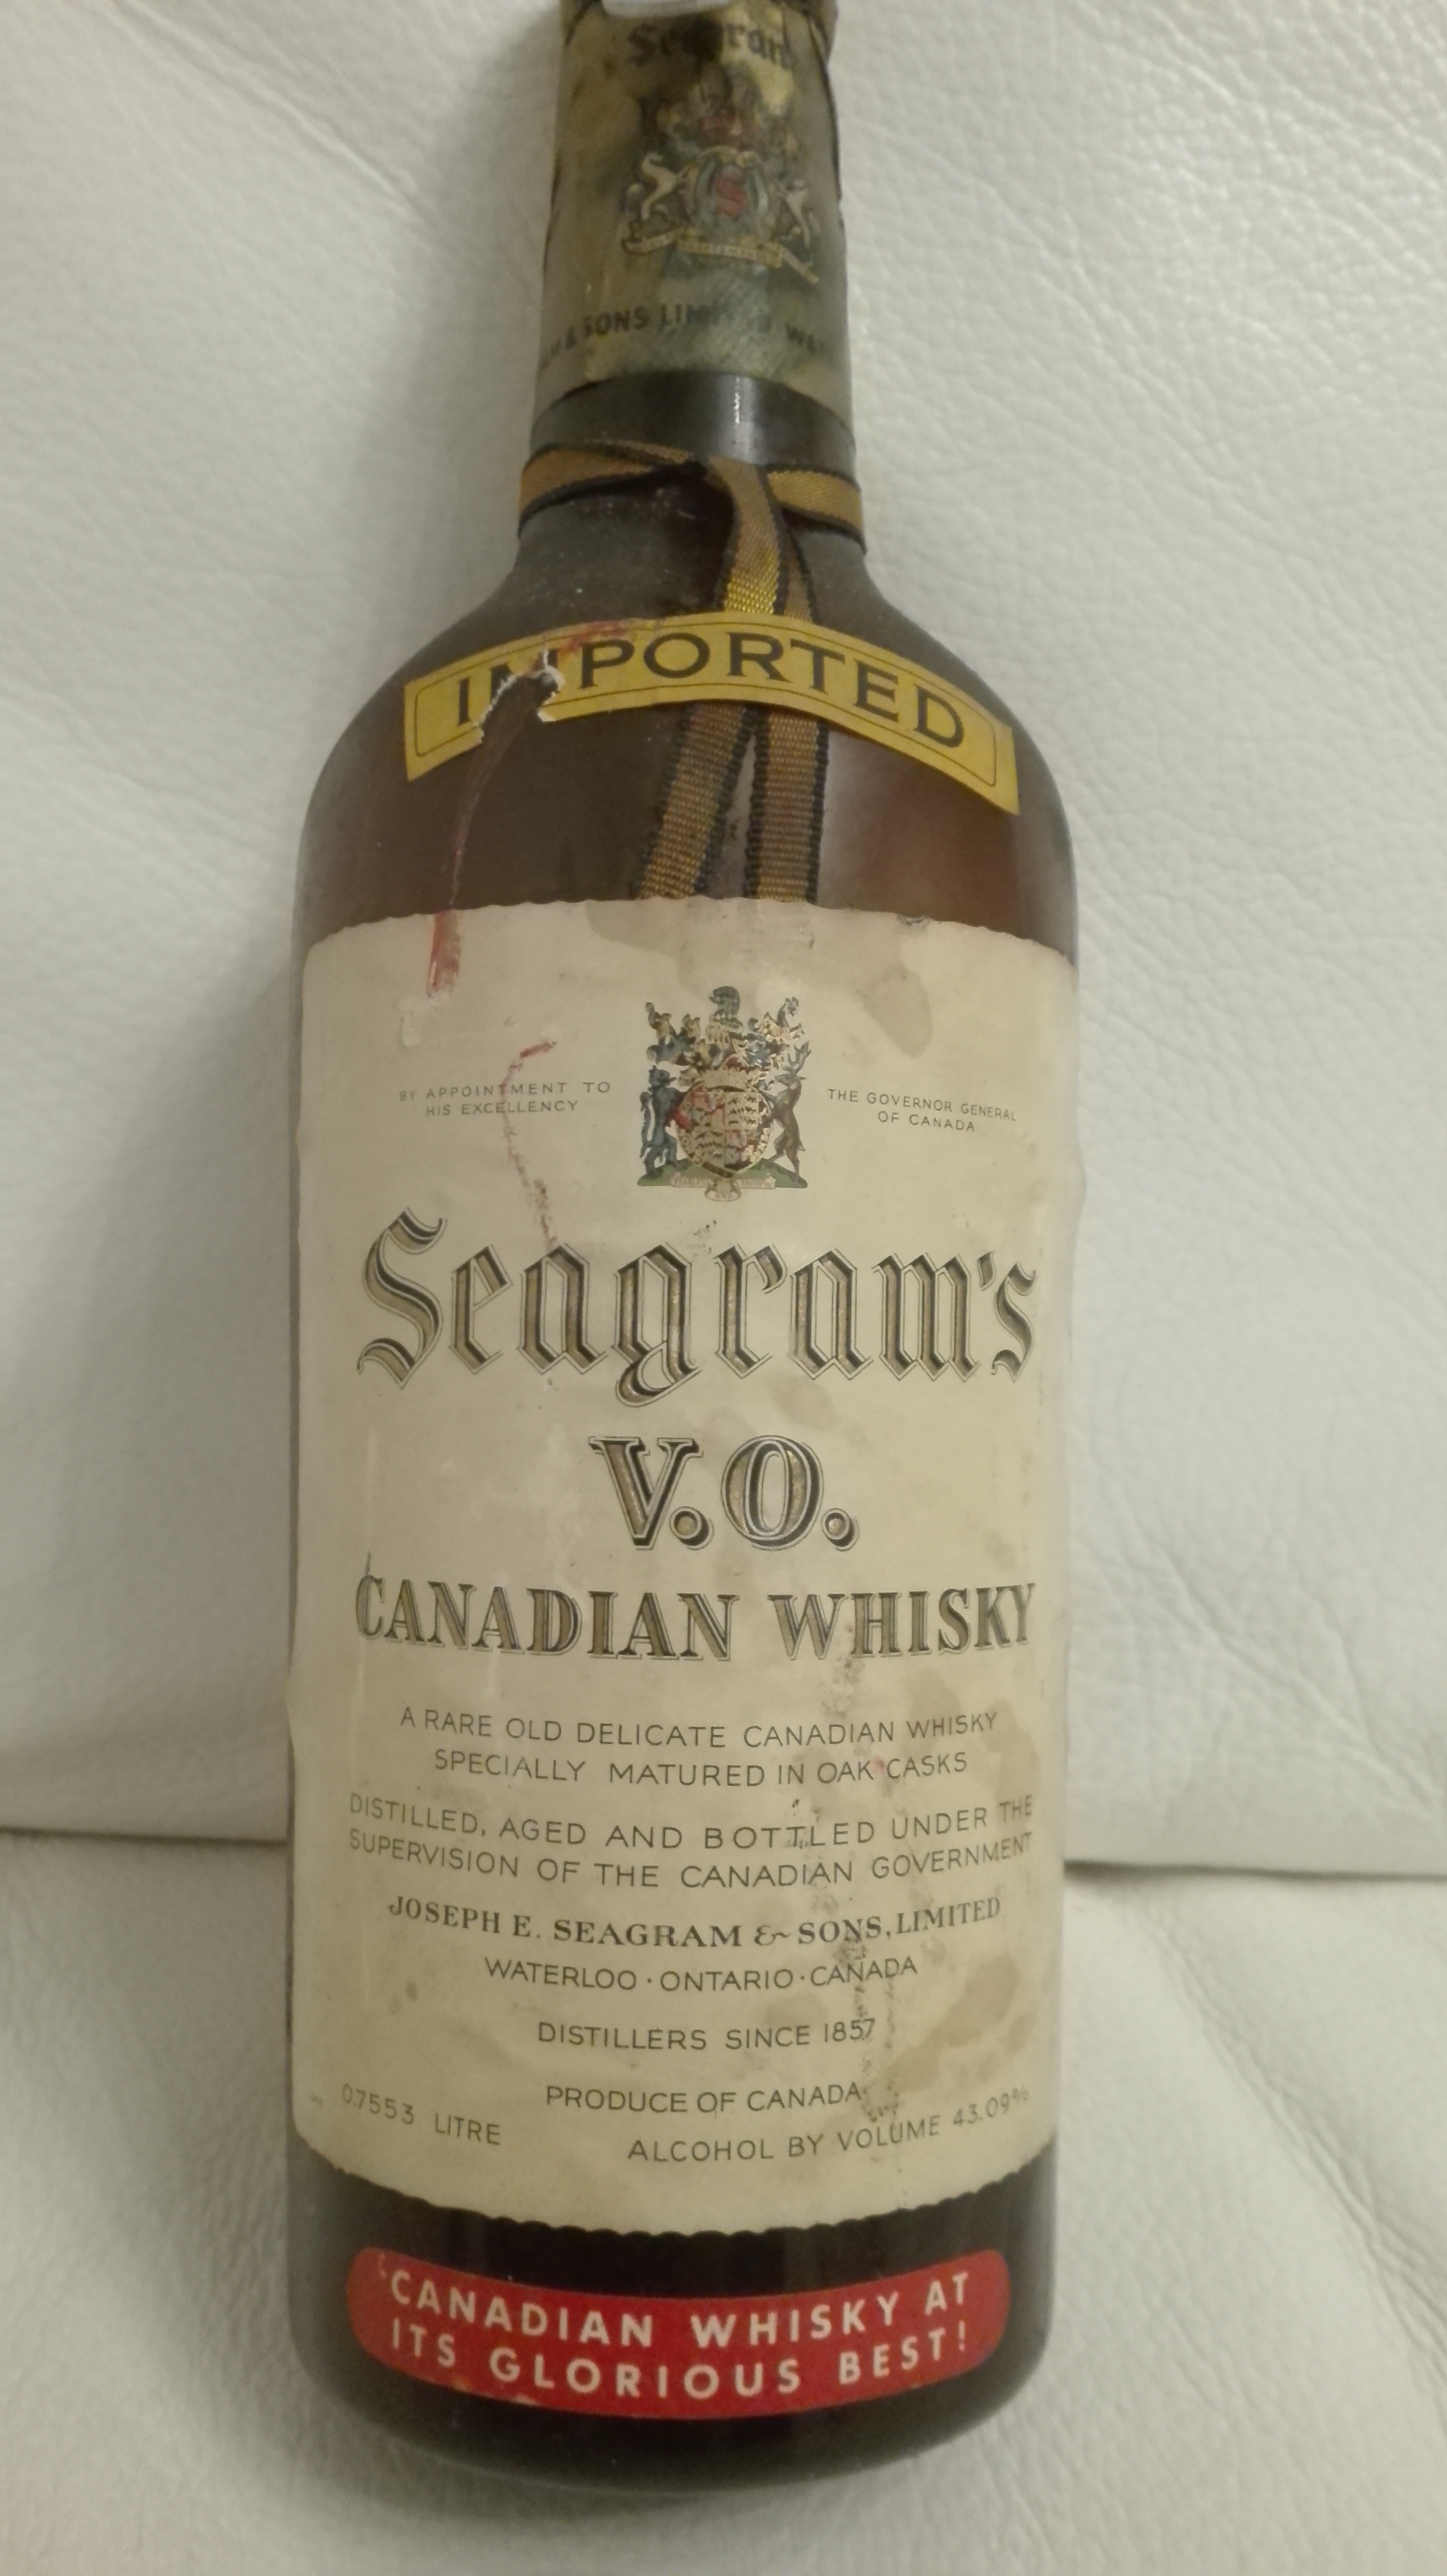 Seagram
& SONS LIMITED
IMPORTED
BY APPOINTMENT TO
HIS EXCELLENCY
THE GOVERNOR GENERAL
OF CANADA
Seagram's
V.O.
CANADIAN WHISKY
A RARE OLD DELICATE CANADIAN WHISKY
SPECIALLY MATURED IN OAK CASKS
DISTILLED, AGED AND BOTTLED UNDER THE
SUPERVISION OF THE CANADIAN GOVERNMENT
JOSEPH E. SEAGRAM & SONS, LIMITED
WATERLOO · ONTARIO · CANADA
DISTILLERS SINCE 1857
PRODUCE OF CANADA
0.7553 LITRE
ALCOHOL BY VOLUME 43.09%
'CANADIAN WHISKY AT
ITS GLORIOUS BEST!